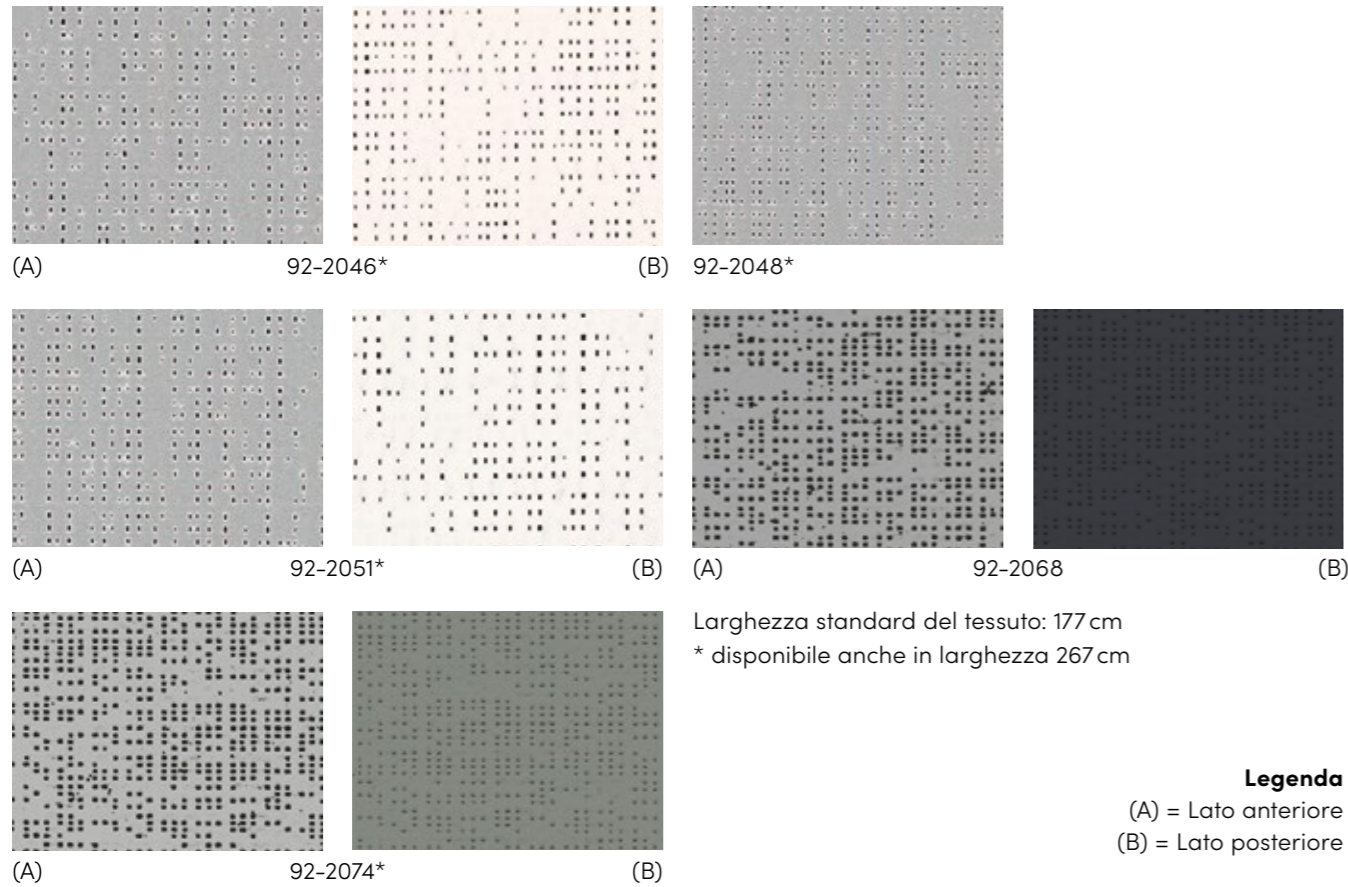 (A) 92-2046* (B) 92-2048*
(A) 92-2051* (B) (A) 92-2068 (B)
Larghezza standard del tessuto: 177 cm
* disponibile anche in larghezza 267 cm
Legenda
(A) = Lato anteriore
(B) = Lato posteriore
(A) 92-2074* (B)